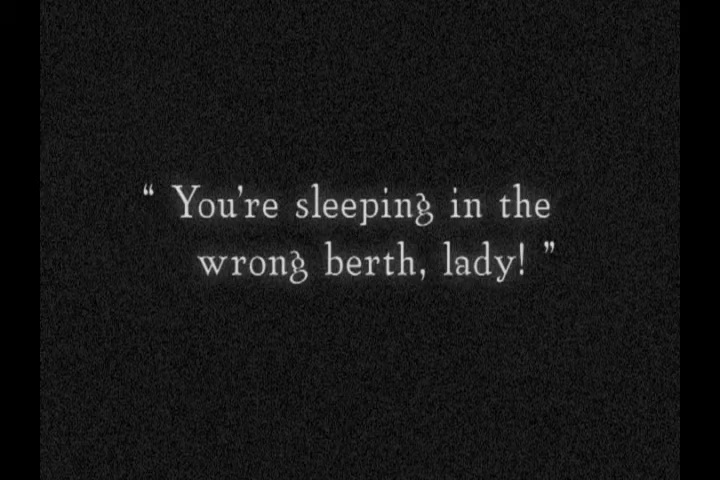 “ You’re sleeping in the
wrong berth, lady! ”